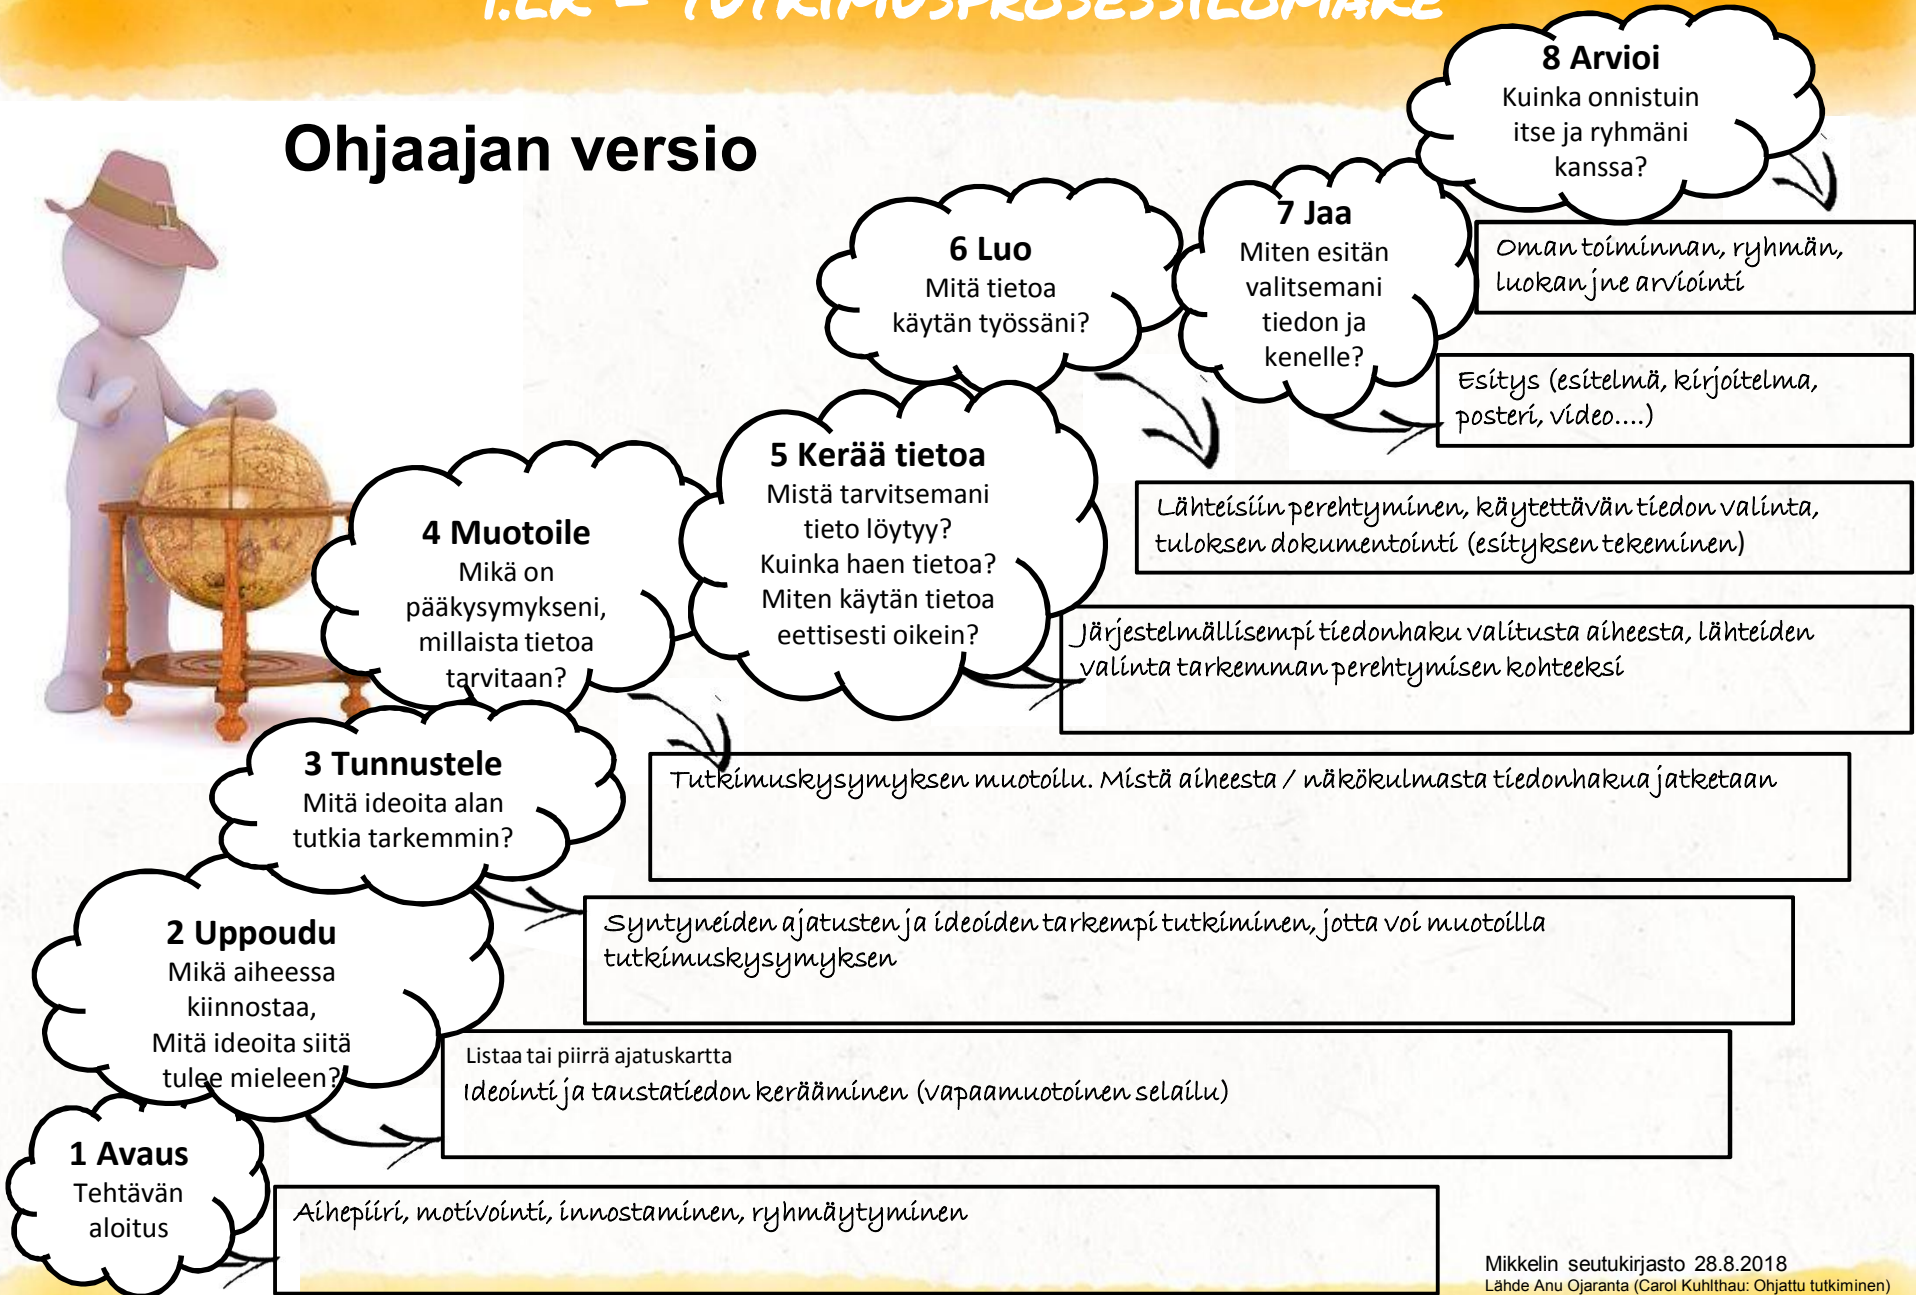 TUTKIMUSPROSESSILOMAKE
Ohjaajan versio
8 Arvioi
Kuinka onnistuin
itse ja ryhmäni
kanssa?
Oman toiminnan, ryhmän,
luokan jne arviointi
7 Jaa
Miten esitän
valitsemani
tiedon ja
kenelle?
Esitys (esitelmä, kirjoitelma,
posteri, video....)
6 Luo
Mitä tietoa
käytän työssäni?
Lähteisiin perehtyminen, käytettävän tiedon valinta,
tuloksen dokumentointi (esityksen tekeminen)
5 Kerää tietoa
Mistä tarvitsemani
tieto löytyy?
Kuinka haen tietoa?
Miten käytän tietoa
eettisesti oikein?
Järjestelmällisempi tiedonhaku valitusta aiheesta, lähteiden
valinta tarkemman perehtymisen kohteeksi
4 Muotoile
Mikä on
pääkysymykseni,
millaista tietoa
tarvitaan?
Tutkimuskysymyksen muotoilu. Mistä aiheesta / näkökulmasta tiedonhakua jatketaan
3 Tunnustele
Mitä ideoita alan
tutkia tarkemmin?
Syntyneiden ajatusten ja ideoiden tarkempi tutkiminen, jotta voi muotoilla
tutkimuskysymyksen
2 Uppoudu
Mikä aiheessa
kiinnostaa,
Mitä ideoita siitä
tulee mieleen?
Listaa tai piirrä ajatuskartta
Ideointi ja taustatiedon kerääminen (vapaamuotoinen selailu)
1 Avaus
Tehtävän
aloitus
Aihepiiri, motivointi, innostaminen, ryhmäytyminen
Mikkelin seutukirjasto 28.8.2018
Lähde Anu Ojaranta (Carol Kuhlthau: Ohjattu tutkiminen)